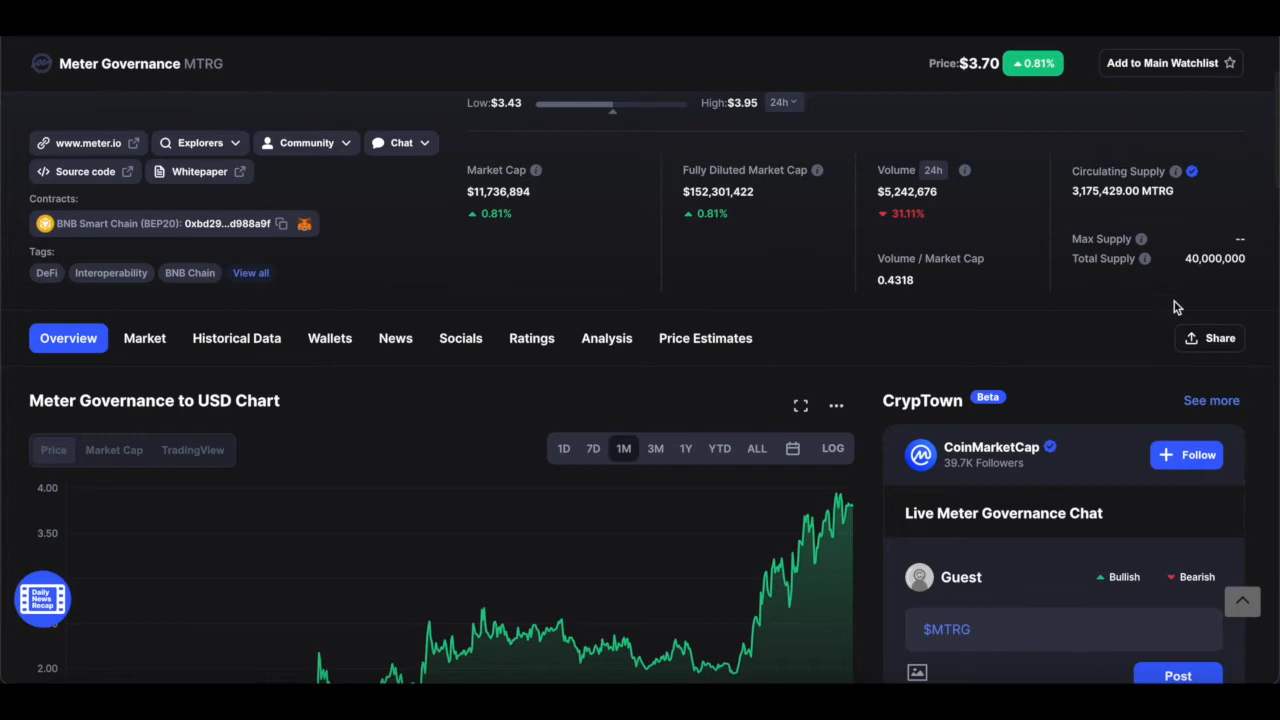 Meter Governance MTRG
Price:$3.70 0.81%
Add to Main Watchlist
Low:$3.43
High:$3.95 24h
www.meter.io
Explorers
Community
Chat
Source code
Whitepaper
Contracts:
BNB Smart Chain (BEP20): 0xbd29...d988a9f
Tags:
DeFi
Interoperability
BNB Chain
View all
Market Cap
$11,736,894
0.81%
Fully Diluted Market Cap
$152,301,422
0.81%
Volume 24h
$5,242,676
31.11%
Volume / Market Cap
0.4318
Circulating Supply
3,175,429.00 MTRG
Max Supply --
Total Supply 40,000,000
Overview
Market
Historical Data
Wallets
News
Socials
Ratings
Analysis
Price Estimates
Share
Meter Governance to USD Chart
Price
Market Cap
TradingView
1D
7D
1M
3M
1Y
YTD
ALL
LOG
4.00
3.50
2.00
Daily
News
Recap
CrypTown Beta
See more
CoinMarketCap
39.7K Followers
Follow
Live Meter Governance Chat
Guest
Bullish
Bearish
$MTRG
Post